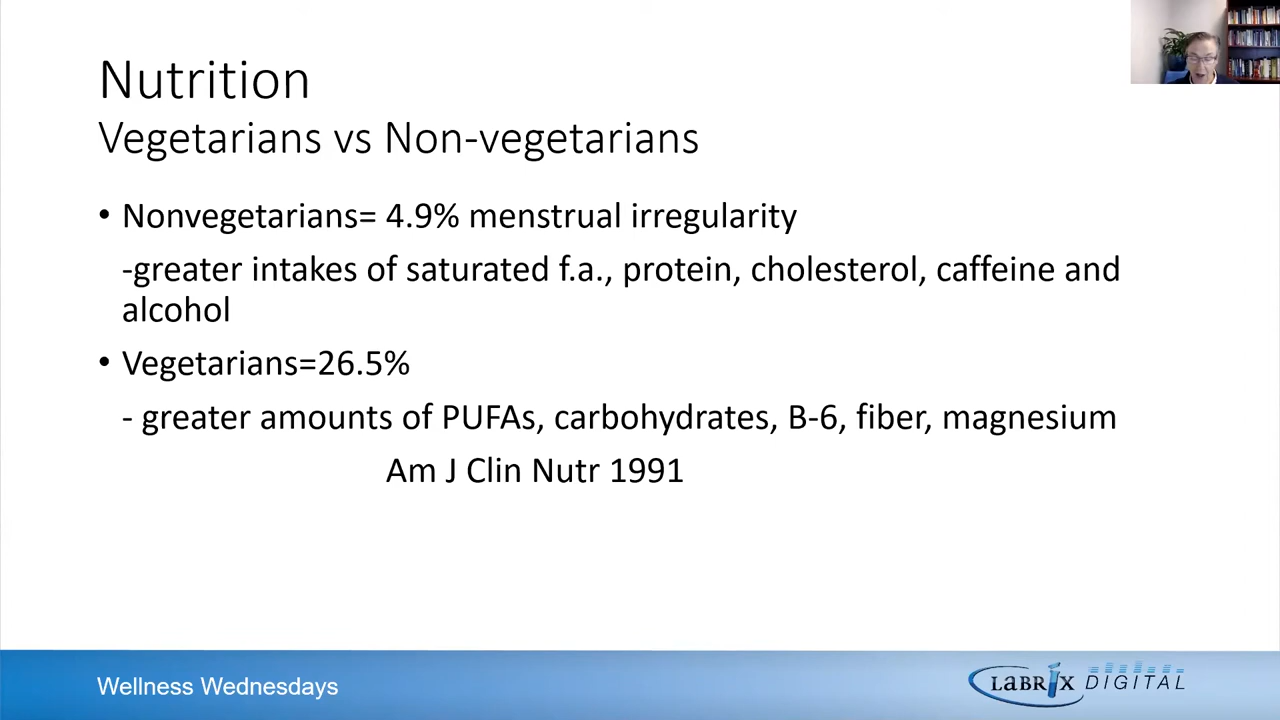 Nutrition
Vegetarians vs Non-vegetarians
• Nonvegetarians= 4.9% menstrual irregularity
-greater intakes of saturated f.a., protein, cholesterol, caffeine and
alcohol
• Vegetarians=26.5%
- greater amounts of PUFAs, carbohydrates, B-6, fiber, magnesium
Am J Clin Nutr 1991
Wellness Wednesdays
LABRIX DIGITAL